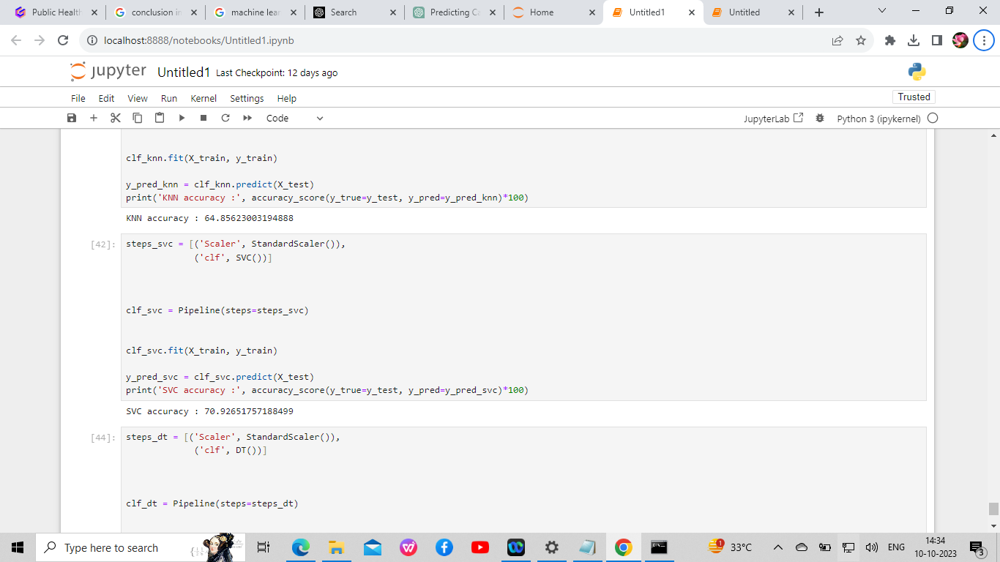 Public Health
conclusion in
machine lear
Search
Predicting Ca
Home
Untitled1
Untitled
localhost:8888/notebooks/Untitled1.ipynb
jupyter Untitled1 Last Checkpoint: 12 days ago
File Edit View Run Kernel Settings Help
Trusted
Code
JupyterLab
Python 3 (ipykernel)
clf_knn.fit(X_train, y_train)
y_pred_knn = clf_knn.predict(X_test)
print('KNN accuracy :', accuracy_score(y_true=y_test, y_pred=y_pred_knn)*100)
KNN accuracy : 64.85623003194888
[42]:
steps_svc = [('Scaler', StandardScaler()),
('clf', SVC())]
clf_svc = Pipeline(steps=steps_svc)
clf_svc.fit(X_train, y_train)
y_pred_svc = clf_svc.predict(X_test)
print('SVC accuracy :', accuracy_score(y_true=y_test, y_pred=y_pred_svc)*100)
SVC accuracy : 70.92651757188499
[44]:
steps_dt = [('Scaler', StandardScaler()),
('clf', DT())]
clf_dt = Pipeline(steps=steps_dt)
Type here to search
1
33°C
ENG
14:34
10-10-2023
3